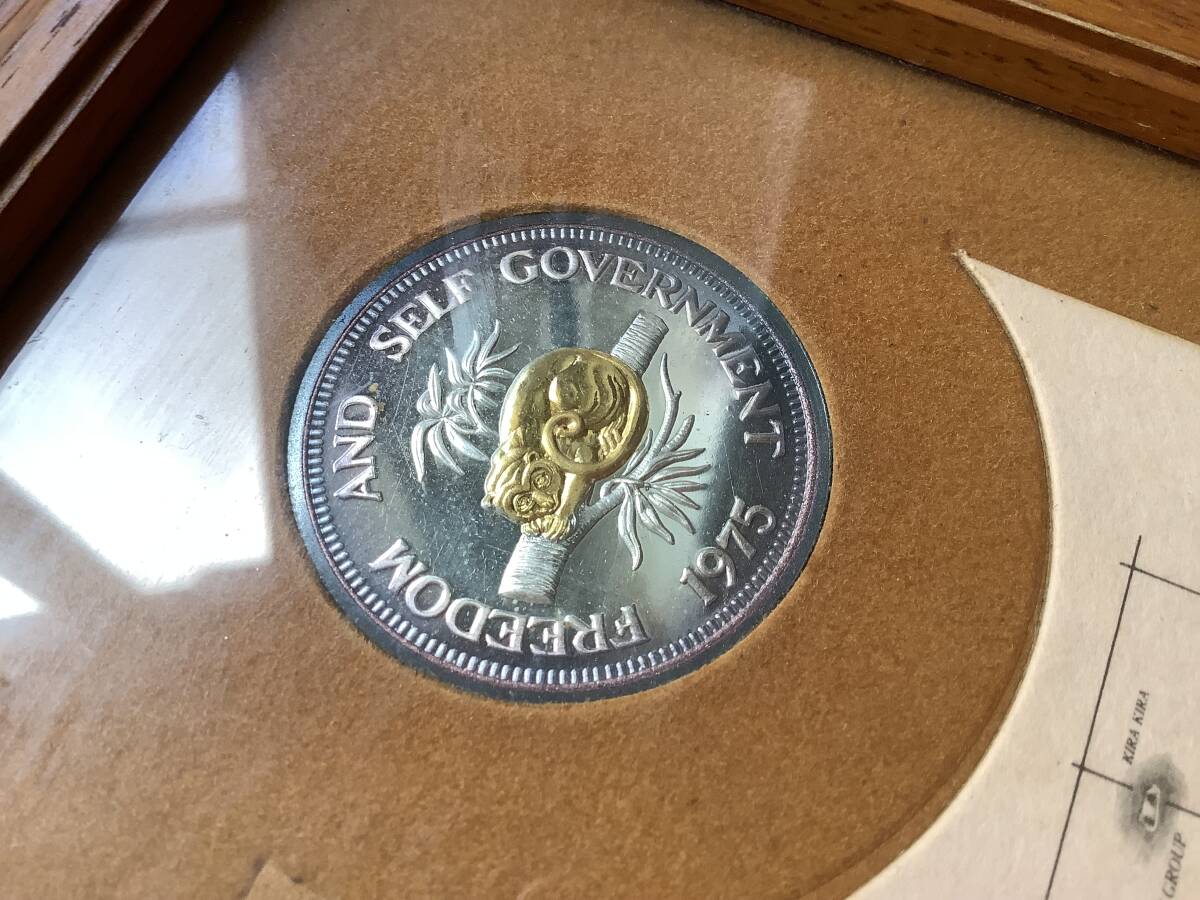 FREEDOM AND SELF GOVERNMENT 1975
KIRA KIRA
GROUP